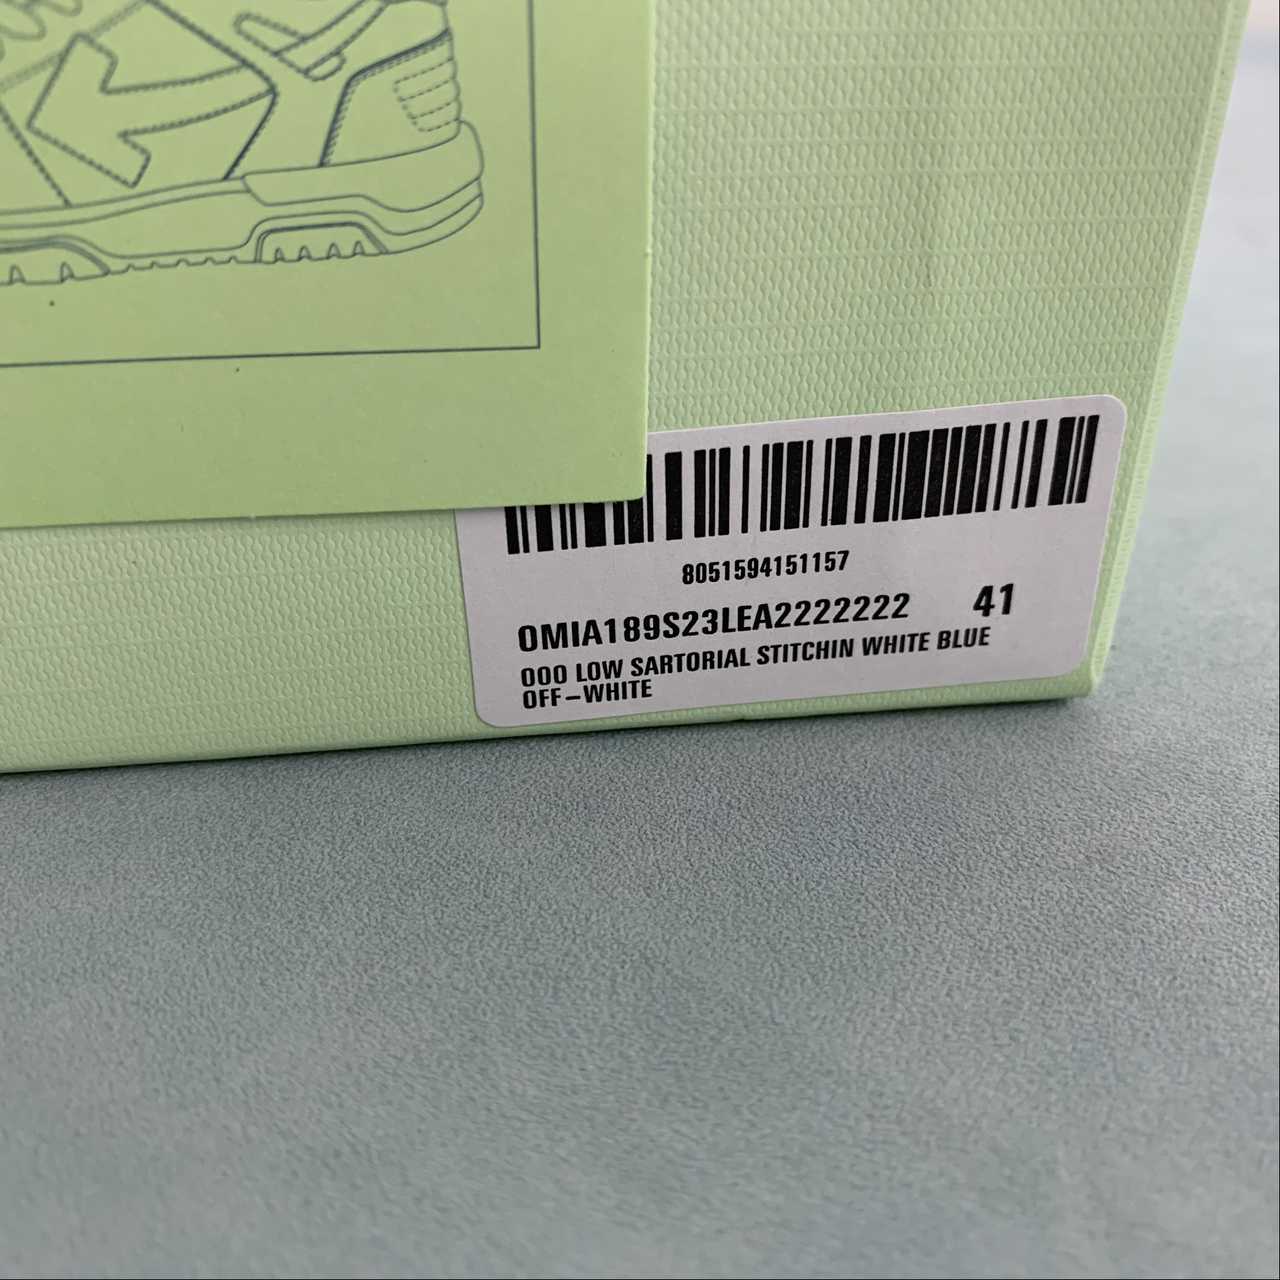 8051594151157
OMIA189S23LEA2222222 41
OOO LOW SARTORIAL STITCHIN WHITE BLUE
OFF-WHITE